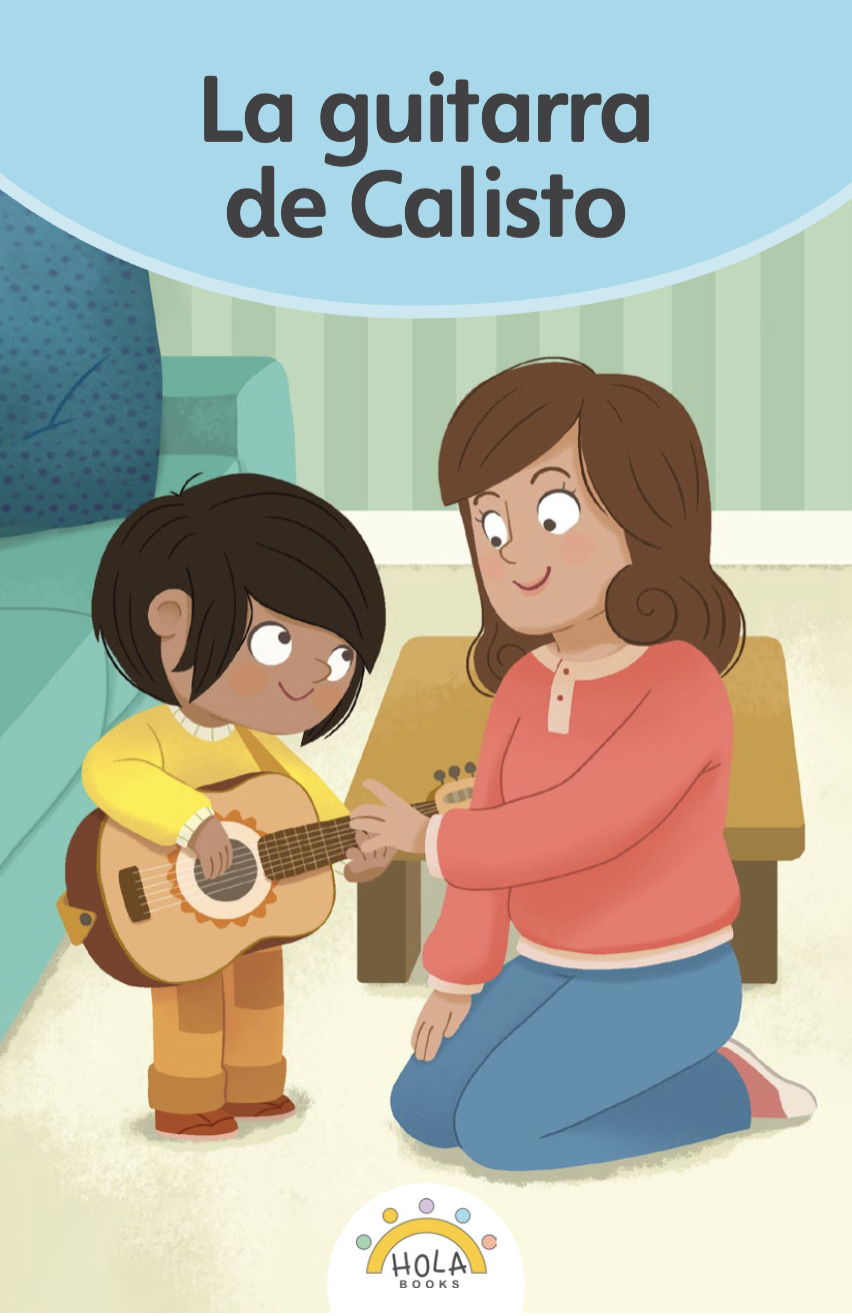 La guitarra
de Calisto
HOLA
BOOKS